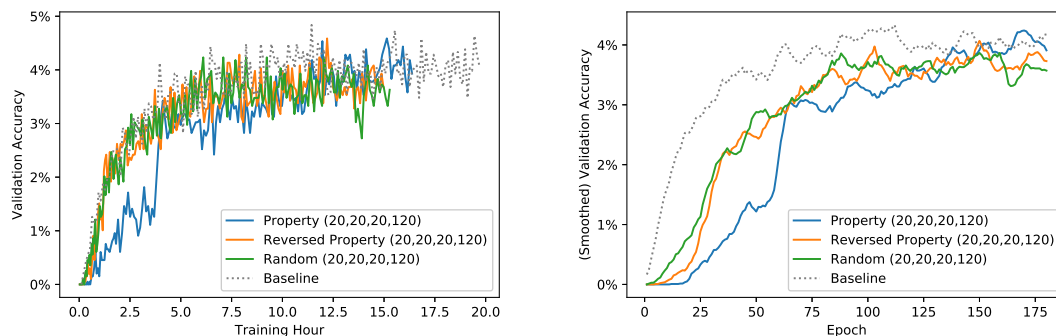 5%
4%
3%
2%
1%
0%
Validation Accuracy
0.0 2.5 5.0 7.5 10.0 12.5 15.0 17.5 20.0
Training Hour
Property (20,20,20,120)
Reversed Property (20,20,20,120)
Random (20,20,20,120)
Baseline
4%
3%
2%
1%
0%
(Smoothed) Validation Accuracy
0 25 50 75 100 125 150 175
Epoch
Property (20,20,20,120)
Reversed Property (20,20,20,120)
Random (20,20,20,120)
Baseline